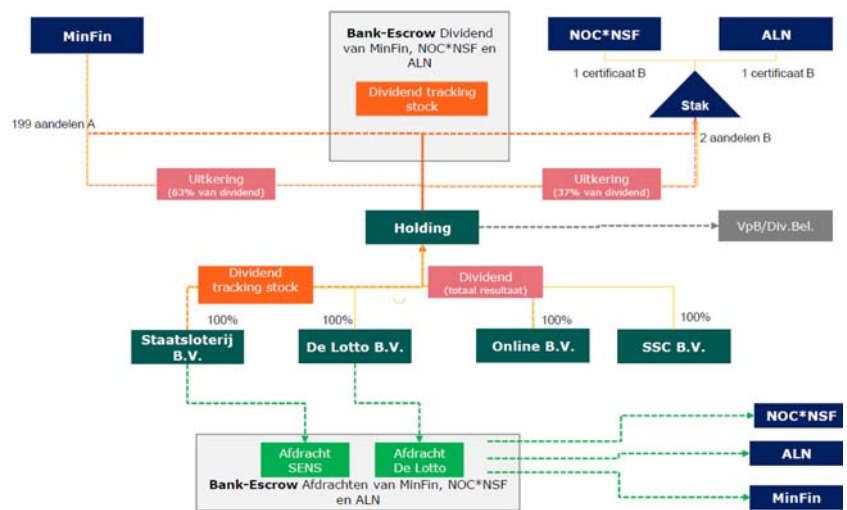 MinFin
Bank-Escrow Dividend
van MinFin, NOC*NSF en
ALN
NOC*NSF
ALN
Dividend tracking
stock
1 certificaat B
1 certificaat B
Stak
199 aandelen A
2 aandelen B
Uitkering
(63% van dividend)
Uitkering
(37% van dividend)
Holding
VpB/Div.Bel.
Dividend
tracking stock
Dividend
(totaal resultaat)
100%
100%
100%
100%
Staatsloterij
B.V.
De Lotto B.V.
Online B.V.
SSC B.V.
NOC*NSF
Afdracht
SENS
Afdracht
De Lotto
ALN
Bank-Escrow Afdrachten van MinFin, NOC*NSF
en ALN
MinFin